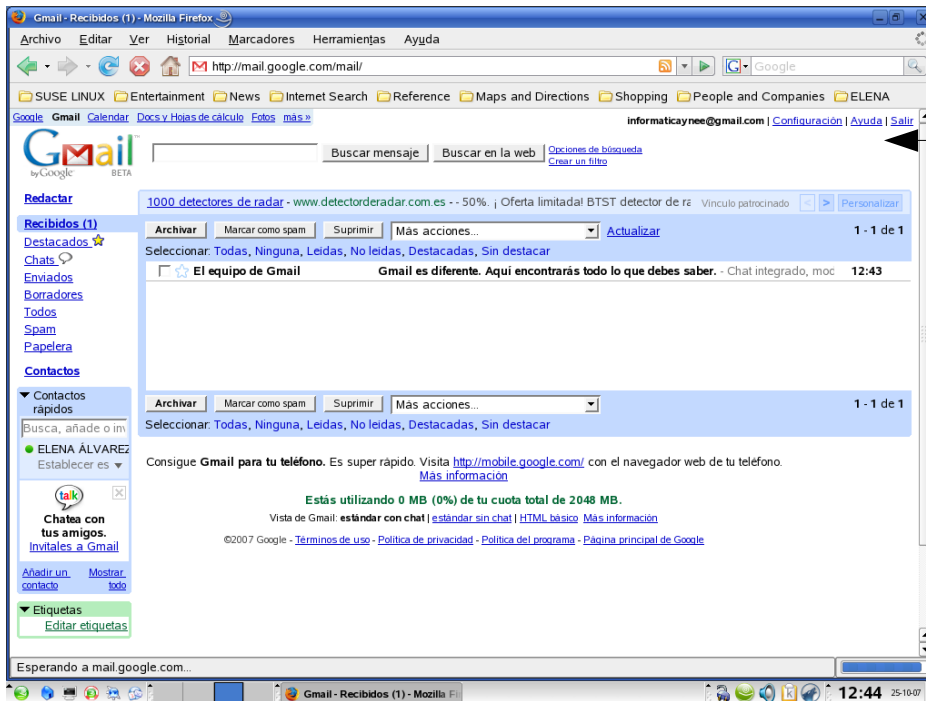 Gmail - Recibidos (1) - Mozilla Firefox
Archivo Editar Ver Historial Marcadores Herramientas Ayuda
http://mail.google.com/mail/ G Google
SUSE LINUX Entertainment News Internet Search Reference Maps and Directions Shopping People and Companies ELENA
Google Gmail Calendar Docs y Hojas de cálculo Fotos más »
informaticaynee@gmail.com | Configuración | Ayuda | Salir
Gmail™
by Google BETA
Buscar mensaje Buscar en la web Opciones de búsqueda
Crear un filtro
Redactar
1000 detectores de radar - www.detectorderadar.com.es - - 50%. ¡ Oferta limitada! BTST detector de ra Vinculo patrocinado < > Personalizar
Recibidos (1)
Destacados
Chats
Enviados
Borradores
Todos
Spam
Papelera
Contactos
Archivar Marcar como spam Suprimir Más acciones... Actualizar 1 - 1 de 1
Seleccionar: Todas, Ninguna, Leídas, No leídas, Destacadas, Sin destacar
El equipo de Gmail Gmail es diferente. Aquí encontrarás todo lo que debes saber. - Chat integrado, moc 12:43
Archivar Marcar como spam Suprimir Más acciones... 1 - 1 de 1
Seleccionar: Todas, Ninguna, Leídas, No leídas, Destacadas, Sin destacar
Contactos
rápidos
Busca, añade o inv
ELENA ÁLVAREZ
Establecer es
talk
Chatea con
tus amigos.
Invítales a Gmail
Añadir un contacto
Mostrar todo
Etiquetas
Editar etiquetas
Consigue Gmail para tu teléfono. Es super rápido. Visita http://mobile.google.com/ con el navegador web de tu teléfono.
Más información
Estás utilizando 0 MB (0%) de tu cuota total de 2048 MB.
Vista de Gmail: estándar con chat | estándar sin chat | HTML básico Más información
©2007 Google - Términos de uso - Política de privacidad - Política del programa - Página principal de Google
Esperando a mail.google.com...
Gmail - Recibidos (1) - Mozilla Fi
12:44 25-10-07